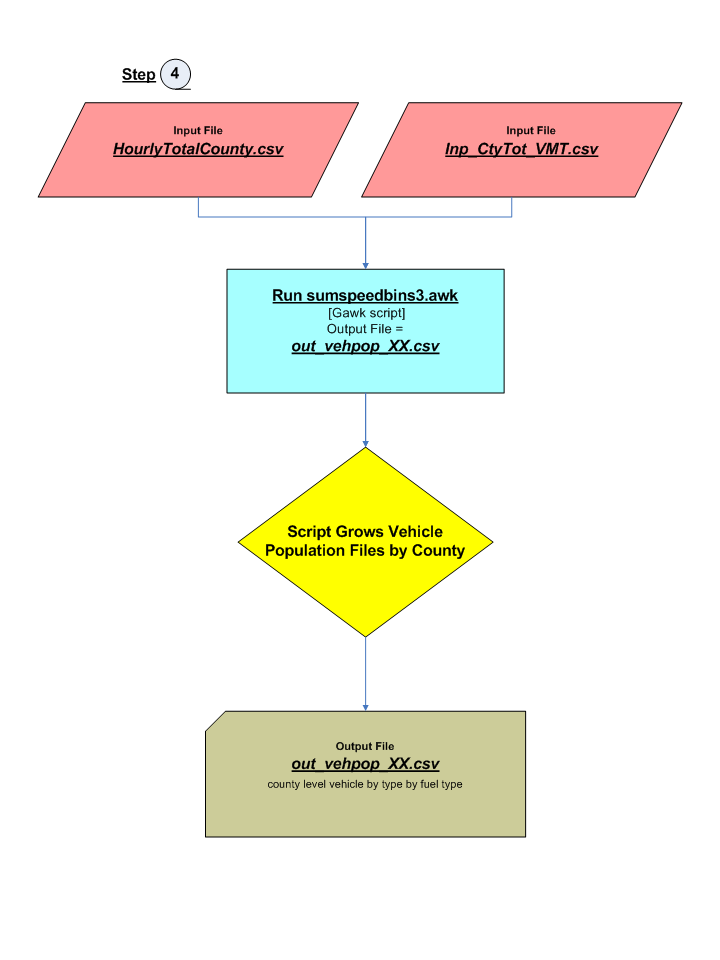 Step 4
Input File
HourlyTotalCounty.csv
Input File
Inp_CtyTot_VMT.csv
Run sumspeedbins3.awk
[Gawk script]
Output File =
out_vehpop_XX.csv
Script Grows Vehicle
Population Files by County
Output File
out_vehpop_XX.csv
county level vehicle by type by fuel type